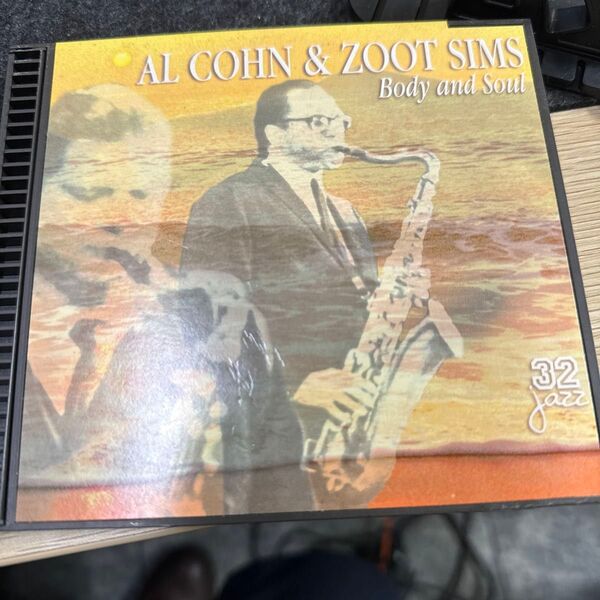 AL COHN & ZOOT SIMS
Body and Soul
32
jazz